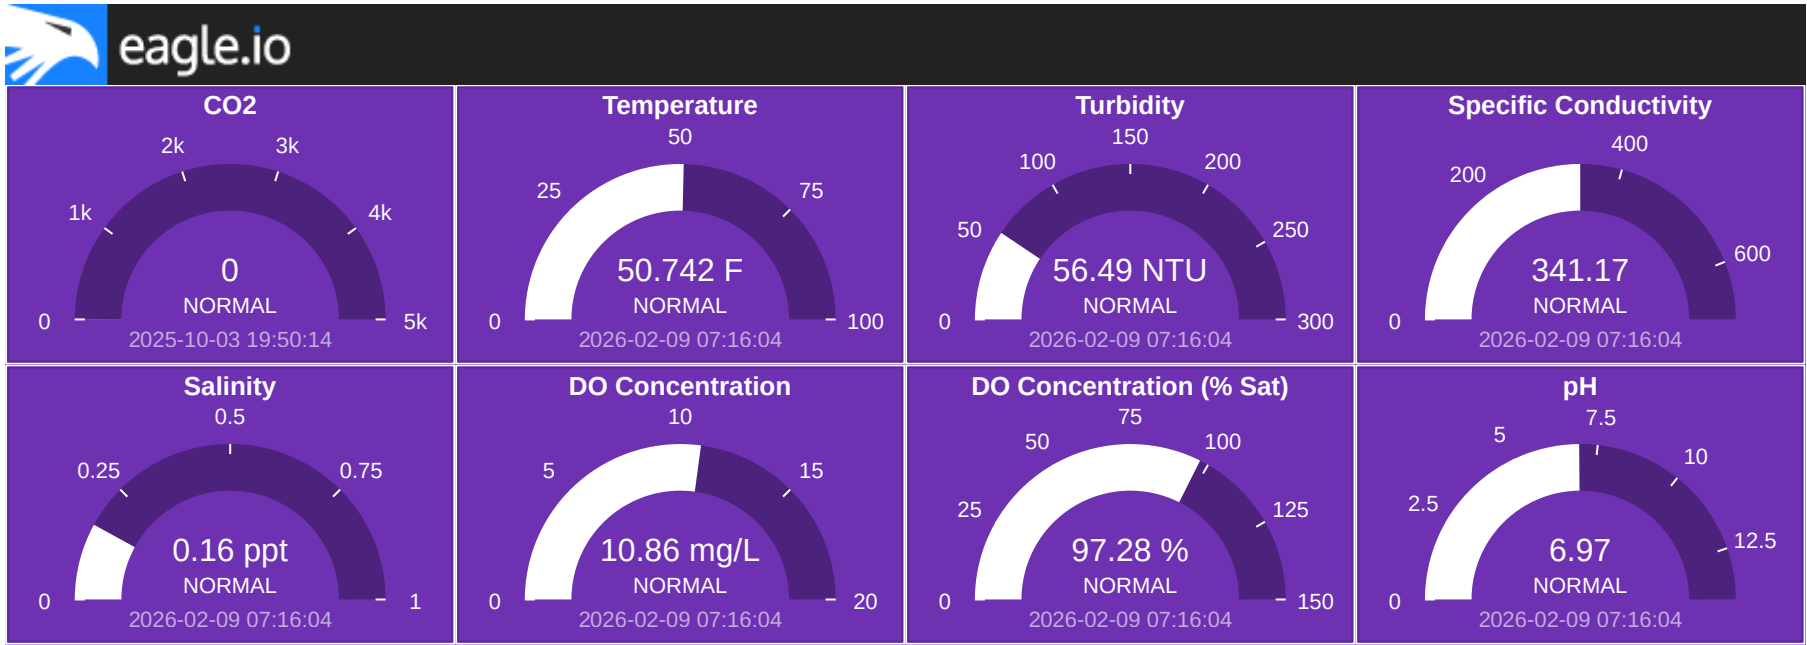 eagle.io
CO2
0
1k
2k
3k
4k
5k
0
NORMAL
2025-10-03 19:50:14
Temperature
0
25
50
75
100
50.742 F
NORMAL
2026-02-09 07:16:04
Turbidity
0
50
100
150
200
250
300
56.49 NTU
NORMAL
2026-02-09 07:16:04
Specific Conductivity
0
200
400
600
341.17
NORMAL
2026-02-09 07:16:04
Salinity
0
0.25
0.5
0.75
1
0.16 ppt
NORMAL
2026-02-09 07:16:04
DO Concentration
0
5
10
15
20
10.86 mg/L
NORMAL
2026-02-09 07:16:04
DO Concentration (% Sat)
0
25
50
75
100
125
150
97.28 %
NORMAL
2026-02-09 07:16:04
pH
0
2.5
5
7.5
10
12.5
6.97
NORMAL
2026-02-09 07:16:04